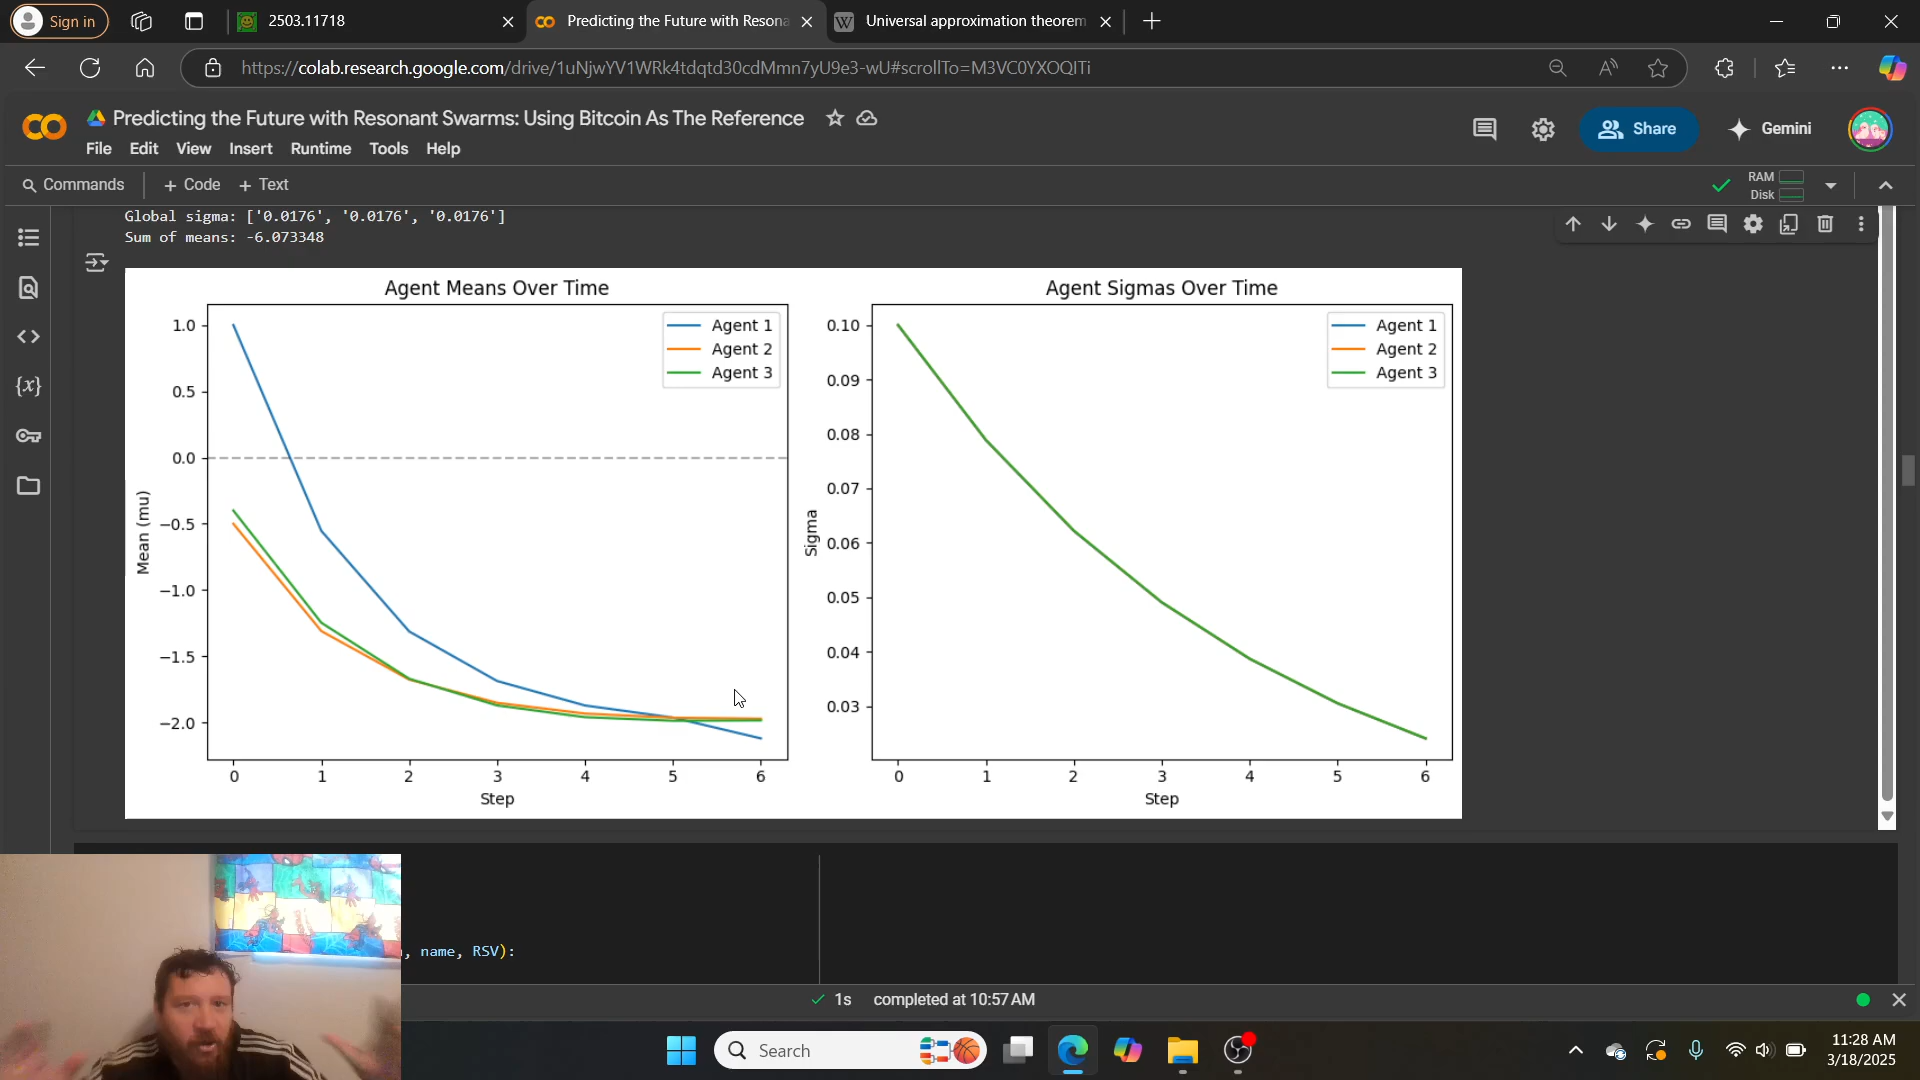 Sign in
2503.11718
Predicting the Future with Resona
Universal approximation theorem
https://colab.research.google.com/drive/1uNjwYV1WRk4tdqtd30cdMmn7yU9e3-wU#scrollTo=M3VC0YXOQITi
Predicting the Future with Resonant Swarms: Using Bitcoin As The Reference
Share
Gemini
File Edit View Insert Runtime Tools Help
Commands
+ Code + Text
RAM
Disk
Global sigma: ['0.0176', '0.0176', '0.0176']
Sum of means: -6.073348
Agent Means Over Time
Agent 1
Agent 2
Agent 3
1.0
0.5
0.0
−0.5
−1.0
−1.5
−2.0
Mean (mu)
0 1 2 3 4 5 6
Step
Agent Sigmas Over Time
Agent 1
Agent 2
Agent 3
0.10
0.09
0.08
0.07
0.06
0.05
0.04
0.03
Sigma
0 1 2 3 4 5 6
Step
, name, RSV):
1s completed at 10:57 AM
Search
11:28 AM
3/18/2025